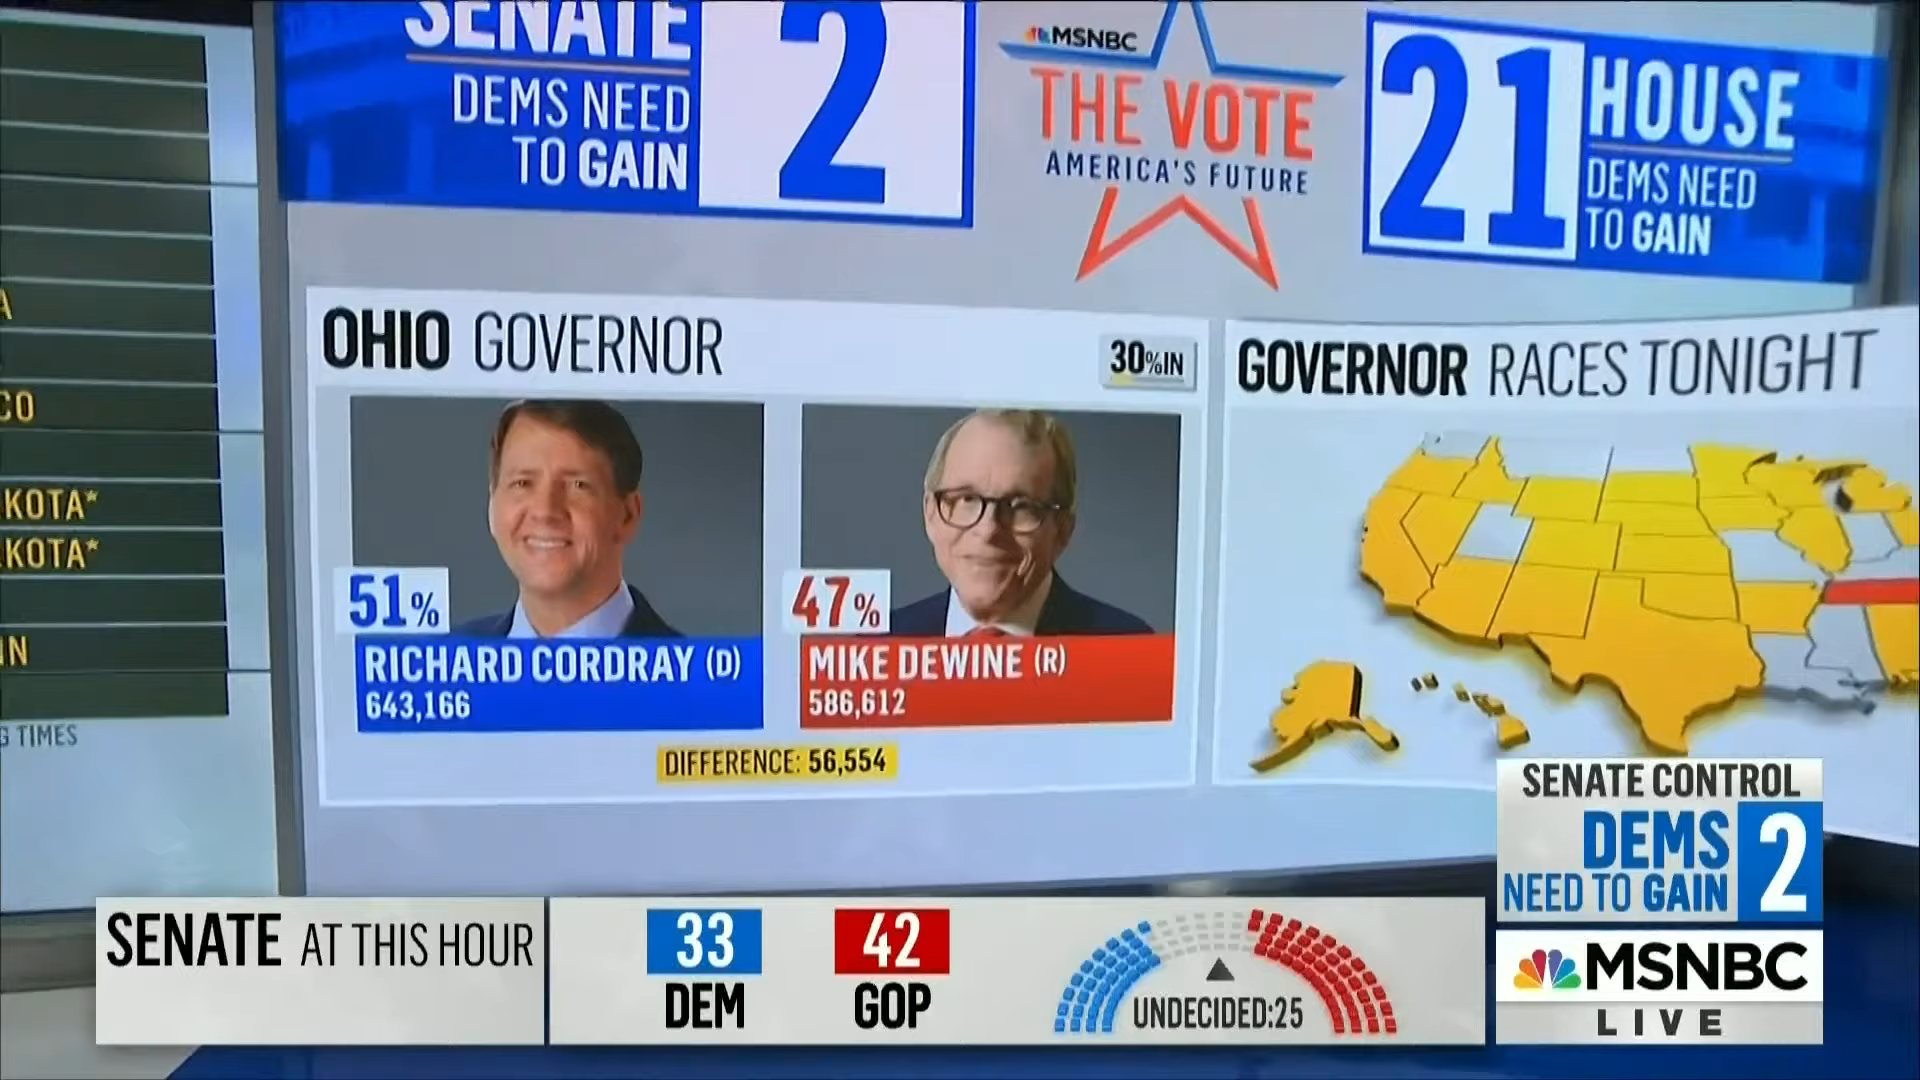 SENATE
DEMS NEED
TO GAIN
2
MSNBC
THE VOTE
AMERICA'S FUTURE
21
HOUSE
DEMS NEED
TO GAIN
OHIO GOVERNOR
30%IN
51%
RICHARD CORDRAY (D)
643,166
47%
MIKE DEWINE (R)
586,612
DIFFERENCE: 56,554
GOVERNOR RACES TONIGHT
KOTA*
KOTA*
TIMES
SENATE CONTROL
DEMS
NEED TO GAIN
2
SENATE AT THIS HOUR
33
DEM
42
GOP
UNDECIDED:25
MSNBC
LIVE